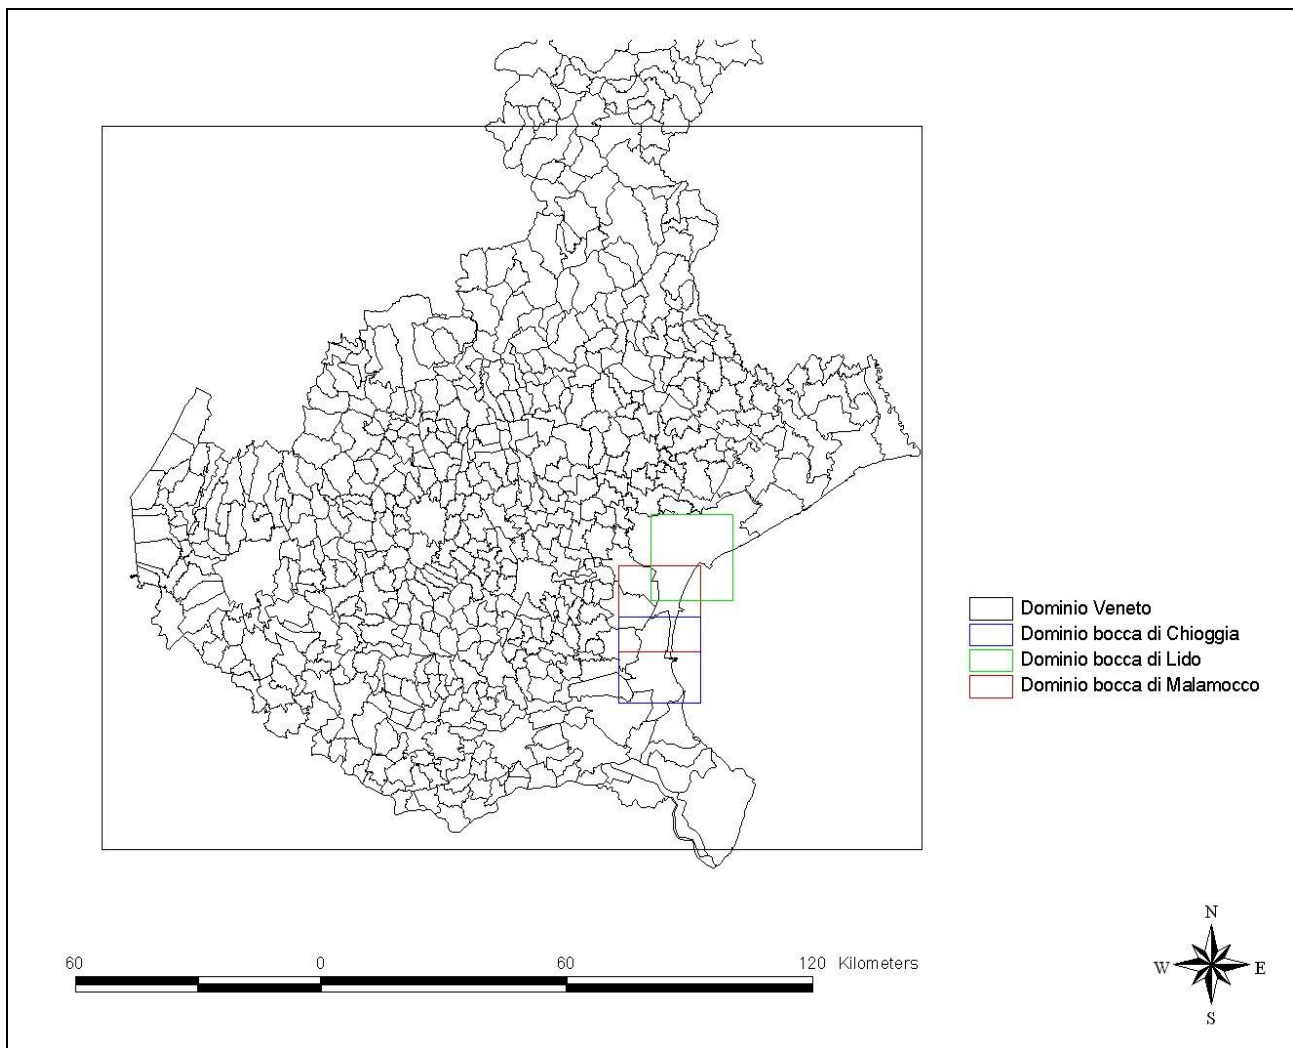 Dominio Veneto
Dominio bocca di Chioggia
Dominio bocca di Lido
Dominio bocca di Malamocco
60 0 60 120 Kilometers
N
W E
S